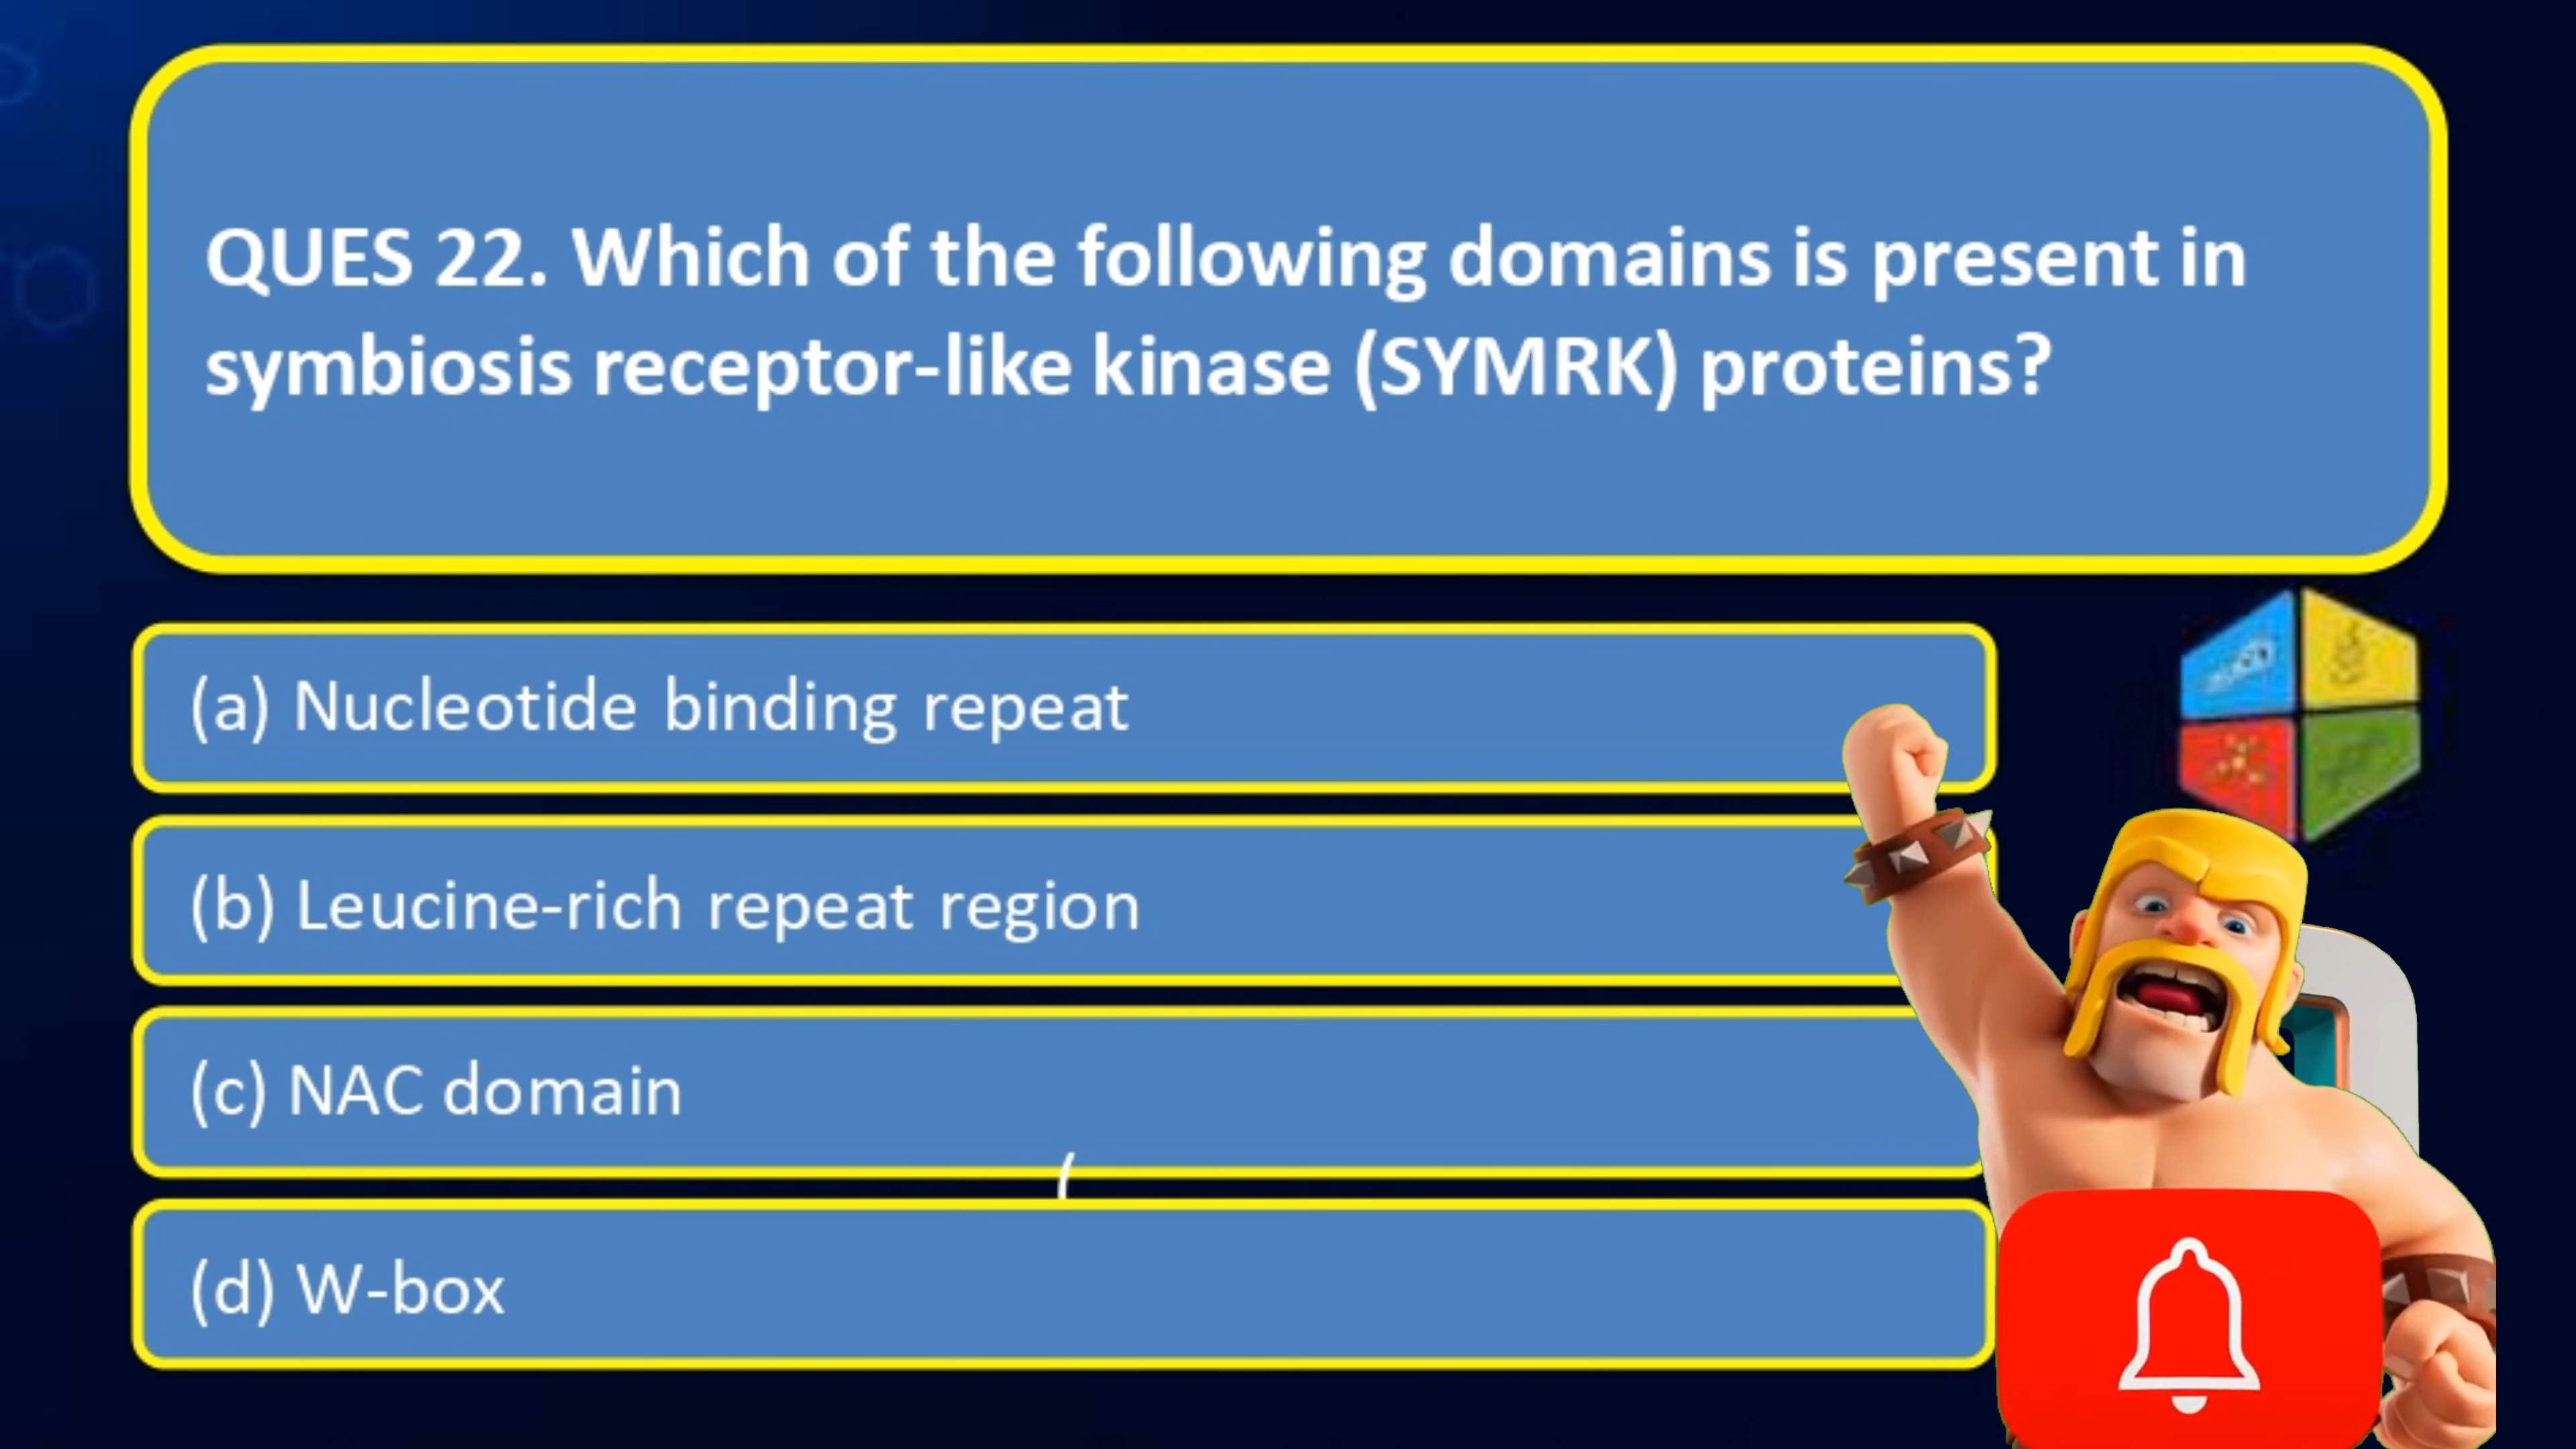 QUES 22. Which of the following domains is present in
symbiosis receptor-like kinase (SYMRK) proteins?
(a) Nucleotide binding repeat
(b) Leucine-rich repeat region
(c) NAC domain
(d) W-box